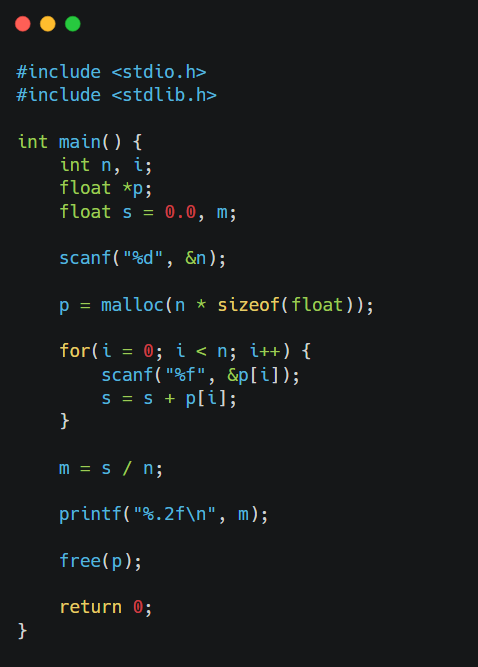 #include <stdio.h>
#include <stdlib.h>

int main() {
    int n, i;
    float *p;
    float s = 0.0, m;

    scanf("%d", &n);

    p = malloc(n * sizeof(float));

    for(i = 0; i < n; i++) {
        scanf("%f", &p[i]);
        s = s + p[i];
    }

    m = s / n;

    printf("%.2f\n", m);

    free(p);

    return 0;
}